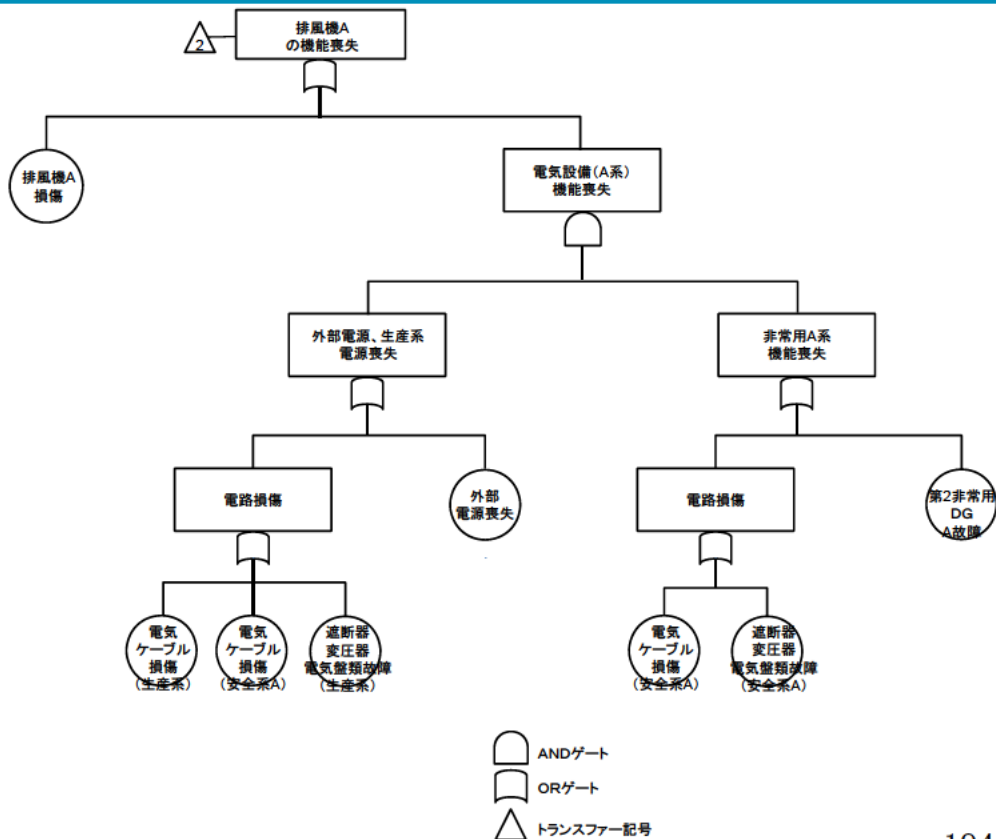 排風機A
の機能喪失
2
排風機A
損傷
電気設備(A系)
機能喪失
外部電源、生産系
電源喪失
非常用A系
機能喪失
電路損傷
外部
電源喪失
電路損傷
第2非常用
DG
A故障
電気
ケーブル
損傷
(生産系)
電気
ケーブル
損傷
(安全系A)
遮断器
変圧器
電気盤類故障
(生産系)
電気
ケーブル
損傷
(安全系A)
遮断器
変圧器
電気盤類故障
(安全系A)
ANDゲート
ORゲート
トランスファー記号